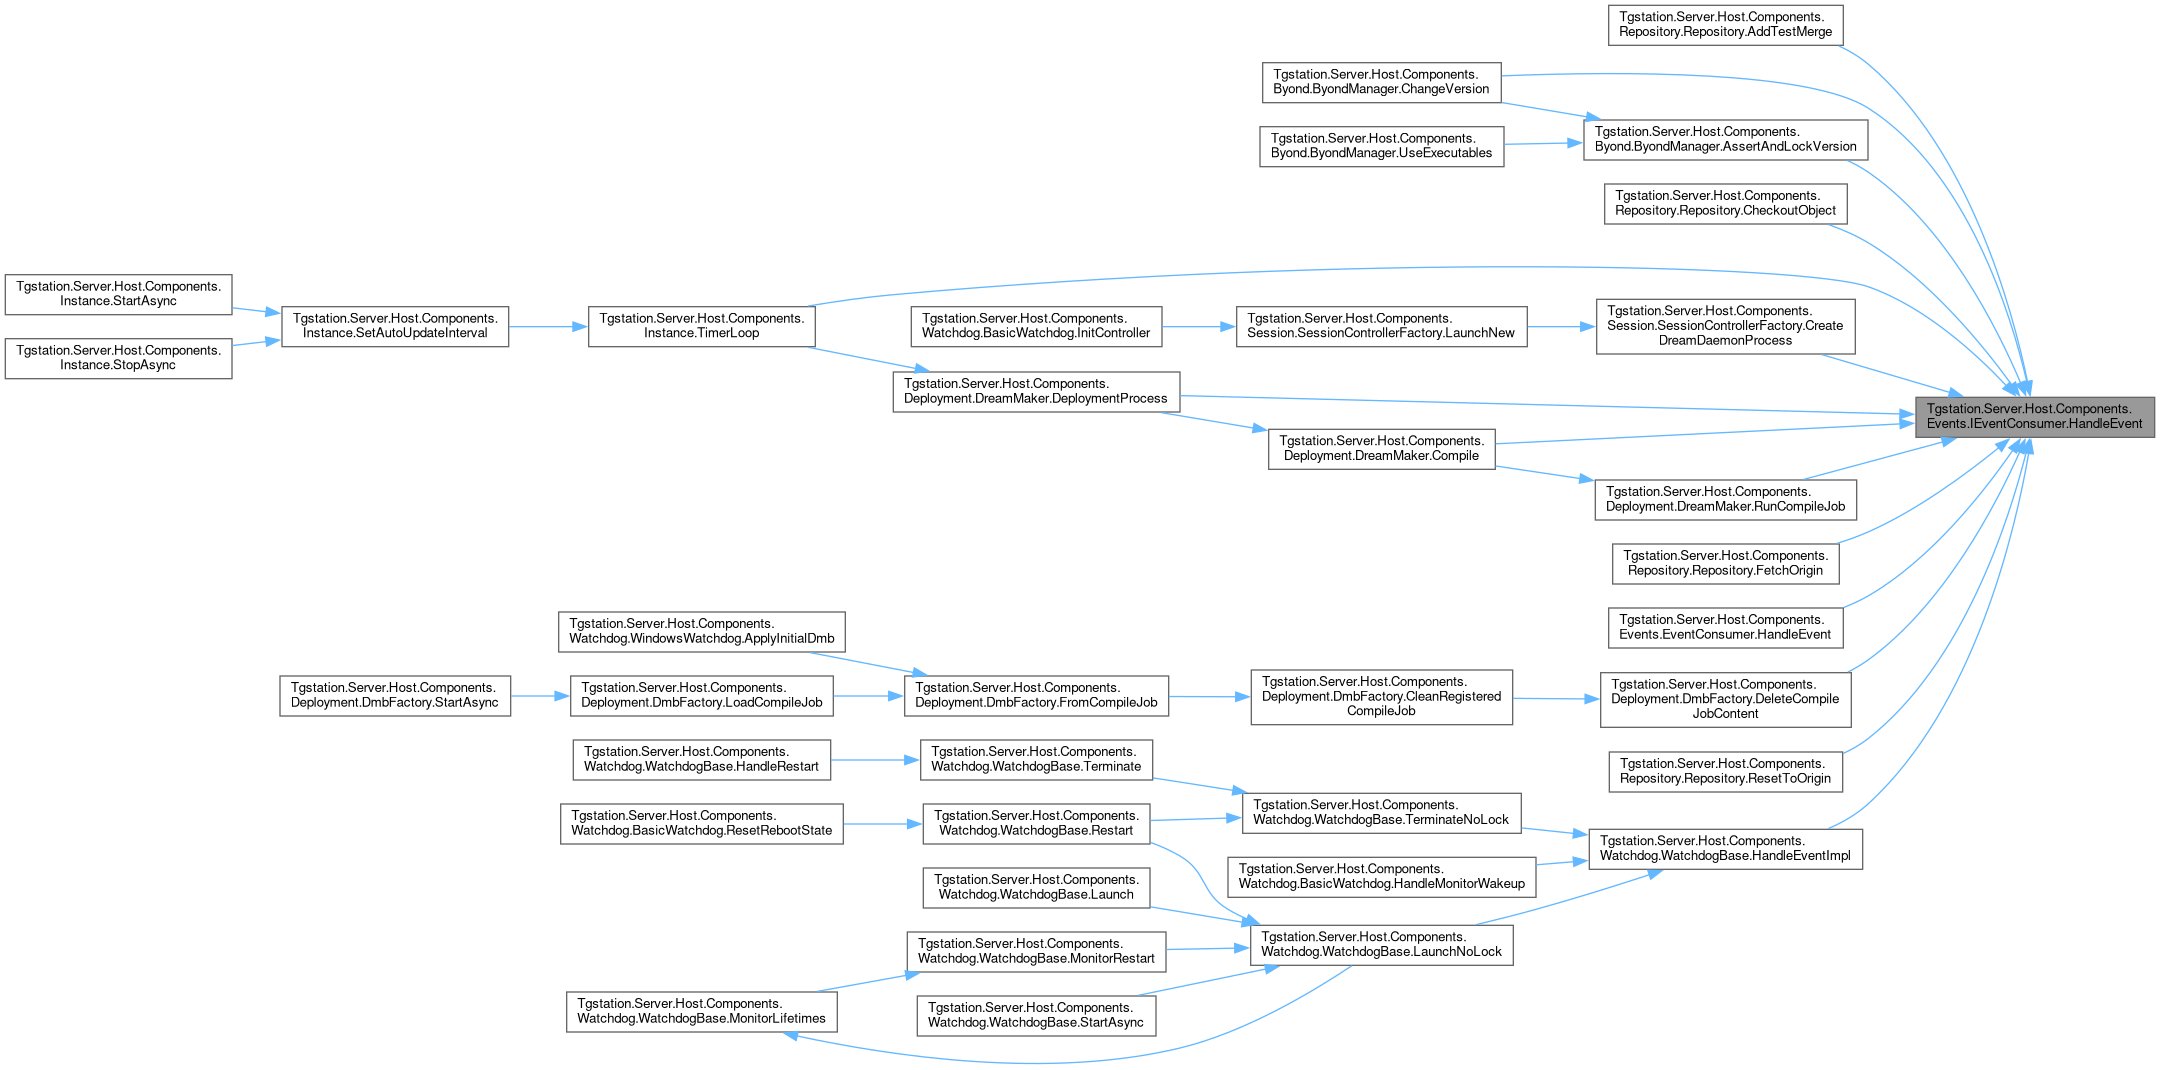 Tgstation.Server.Host.Components.
Repository.Repository.AddTestMerge
Tgstation.Server.Host.Components.
Byond.ByondManager.ChangeVersion
Tgstation.Server.Host.Components.
Byond.ByondManager.AssertAndLockVersion
Tgstation.Server.Host.Components.
Byond.ByondManager.UseExecutables
Tgstation.Server.Host.Components.
Repository.Repository.CheckoutObject
Tgstation.Server.Host.Components.
Instance.StartAsync
Tgstation.Server.Host.Components.
Instance.StopAsync
Tgstation.Server.Host.Components.
Instance.SetAutoUpdateInterval
Tgstation.Server.Host.Components.
Instance.TimerLoop
Tgstation.Server.Host.Components.
Watchdog.BasicWatchdog.InitController
Tgstation.Server.Host.Components.
Session.SessionControllerFactory.LaunchNew
Tgstation.Server.Host.Components.
Session.SessionControllerFactory.Create
DreamDaemonProcess
Tgstation.Server.Host.Components.
Deployment.DreamMaker.DeploymentProcess
Tgstation.Server.Host.Components.
Events.IEventConsumer.HandleEvent
Tgstation.Server.Host.Components.
Deployment.DreamMaker.Compile
Tgstation.Server.Host.Components.
Deployment.DreamMaker.RunCompileJob
Tgstation.Server.Host.Components.
Repository.Repository.FetchOrigin
Tgstation.Server.Host.Components.
Events.EventConsumer.HandleEvent
Tgstation.Server.Host.Components.
Watchdog.WindowsWatchdog.ApplyInitialDmb
Tgstation.Server.Host.Components.
Deployment.DmbFactory.StartAsync
Tgstation.Server.Host.Components.
Deployment.DmbFactory.LoadCompileJob
Tgstation.Server.Host.Components.
Deployment.DmbFactory.FromCompileJob
Tgstation.Server.Host.Components.
Deployment.DmbFactory.CleanRegistered
CompileJob
Tgstation.Server.Host.Components.
Deployment.DmbFactory.DeleteCompile
JobContent
Tgstation.Server.Host.Components.
Watchdog.WatchdogBase.HandleRestart
Tgstation.Server.Host.Components.
Watchdog.WatchdogBase.Terminate
Tgstation.Server.Host.Components.
Repository.Repository.ResetToOrigin
Tgstation.Server.Host.Components.
Watchdog.BasicWatchdog.ResetRebootState
Tgstation.Server.Host.Components.
Watchdog.WatchdogBase.Restart
Tgstation.Server.Host.Components.
Watchdog.WatchdogBase.TerminateNoLock
Tgstation.Server.Host.Components.
Watchdog.WatchdogBase.HandleEventImpl
Tgstation.Server.Host.Components.
Watchdog.BasicWatchdog.HandleMonitorWakeup
Tgstation.Server.Host.Components.
Watchdog.WatchdogBase.Launch
Tgstation.Server.Host.Components.
Watchdog.WatchdogBase.LaunchNoLock
Tgstation.Server.Host.Components.
Watchdog.WatchdogBase.MonitorRestart
Tgstation.Server.Host.Components.
Watchdog.WatchdogBase.MonitorLifetimes
Tgstation.Server.Host.Components.
Watchdog.WatchdogBase.StartAsync